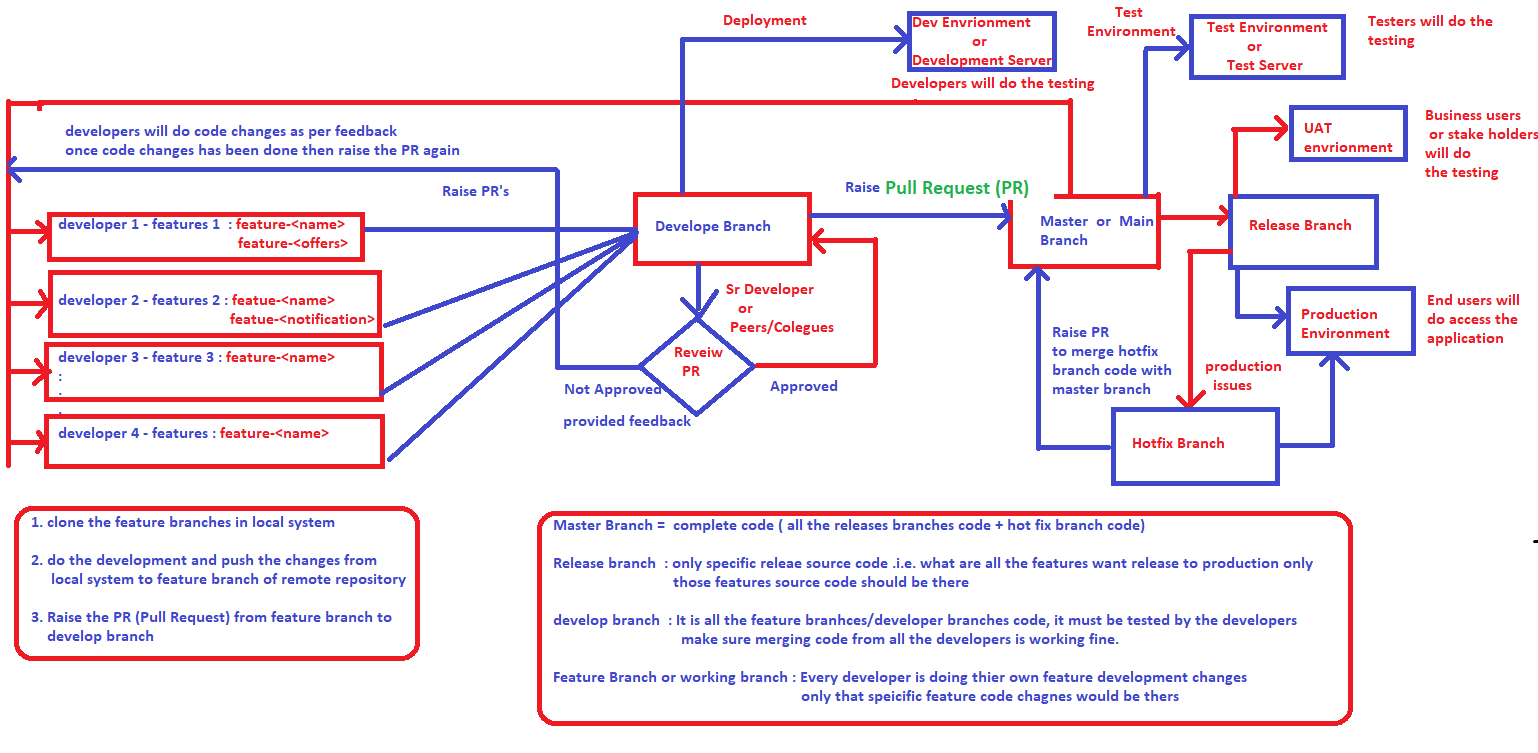 Deployment
Dev Envrionment
or
Development Server
Developers will do the testing
Test
Environment
Test Environment
or
Test Server
Testers will do the
testing
developers will do code changes as per feedback
once code changes has been done then raise the PR again
Raise PR's
UAT
envrionment
Business users
or stake holders
will do
the testing
developer 1 - features 1 : feature-<name>
feature-<offers>
developer 2 - features 2 : featue-<name>
featue-<notification>
developer 3 - feature 3 : feature-<name>
:
:
.
developer 4 - features : feature-<name>
Develope Branch
Raise Pull Request (PR)
Master or Main
Branch
Release Branch
Sr Developer
or
Peers/Colegues
Reveiw
PR
Not Approved
provided feedback
Approved
Raise PR
to merge hotfix
branch code with
master branch
production
issues
Production
Environment
End users will
do access the
application
Hotfix Branch
1. clone the feature branches in local system
2. do the development and push the changes from
local system to feature branch of remote repository
3. Raise the PR (Pull Request) from feature branch to
develop branch
Master Branch = complete code ( all the releases branches code + hot fix branch code)
Release branch : only specific releae source code .i.e. what are all the features want release to production only
those features source code should be there
develop branch : It is all the feature branhces/developer branches code, it must be tested by the developers
make sure merging code from all the developers is working fine.
Feature Branch or working branch : Every developer is doing thier own feature development changes
only that speicific feature code chagnes would be thers